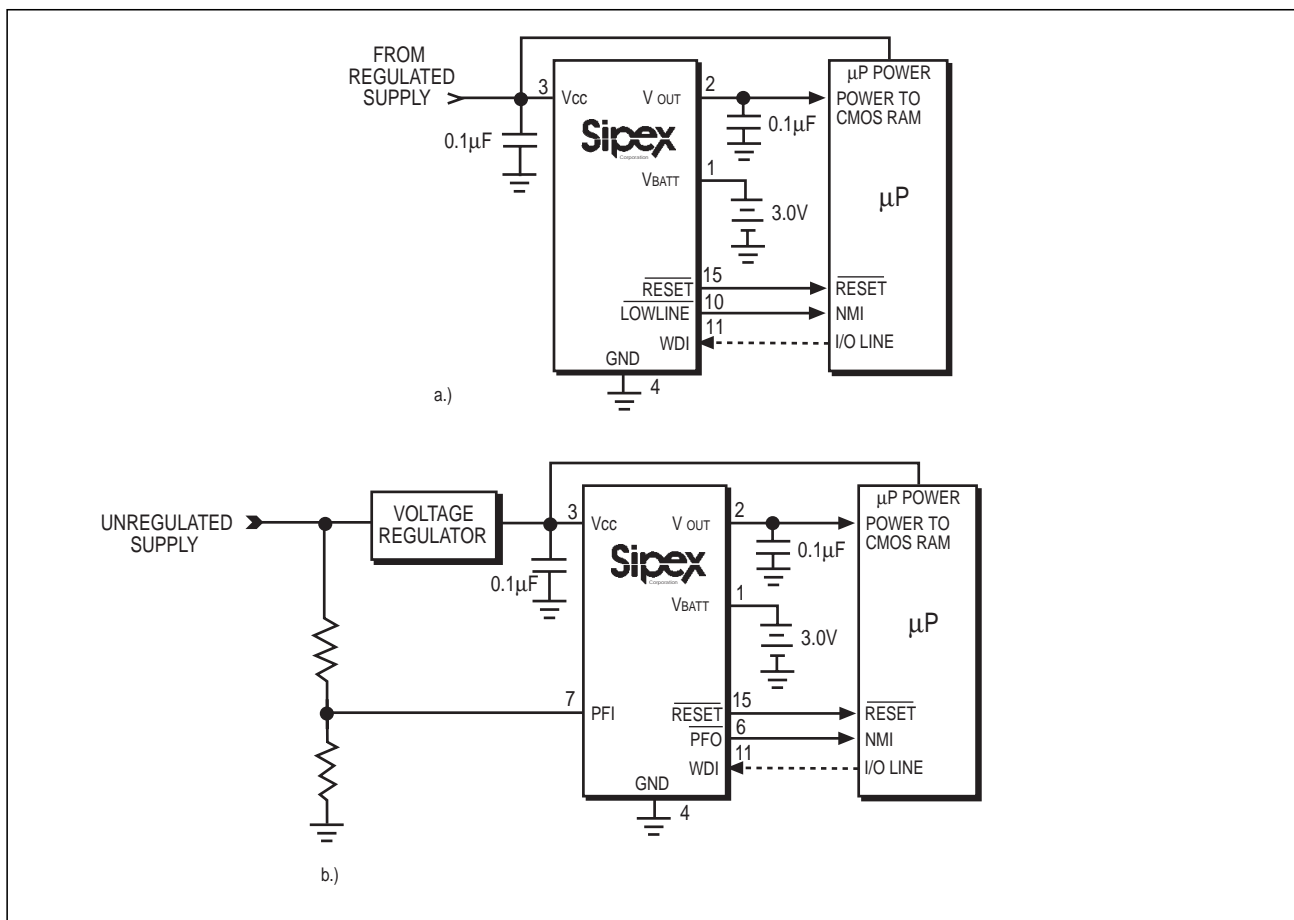 FROM
REGULATED
SUPPLY
3
Vcc
0.1µF
V OUT
2
Sipex
Corporation
0.1µF
VBATT
1
3.0V
RESET
15
LOWLINE
10
WDI
11
GND
4
µP POWER
POWER TO
CMOS RAM
µP
RESET
NMI
I/O LINE
a.)
UNREGULATED
SUPPLY
VOLTAGE
REGULATOR
3
Vcc
0.1µF
V OUT
2
Sipex
Corporation
0.1µF
VBATT
1
3.0V
7
PFI
RESET
15
PFO
6
WDI
11
GND
4
µP POWER
POWER TO
CMOS RAM
µP
RESET
NMI
I/O LINE
b.)